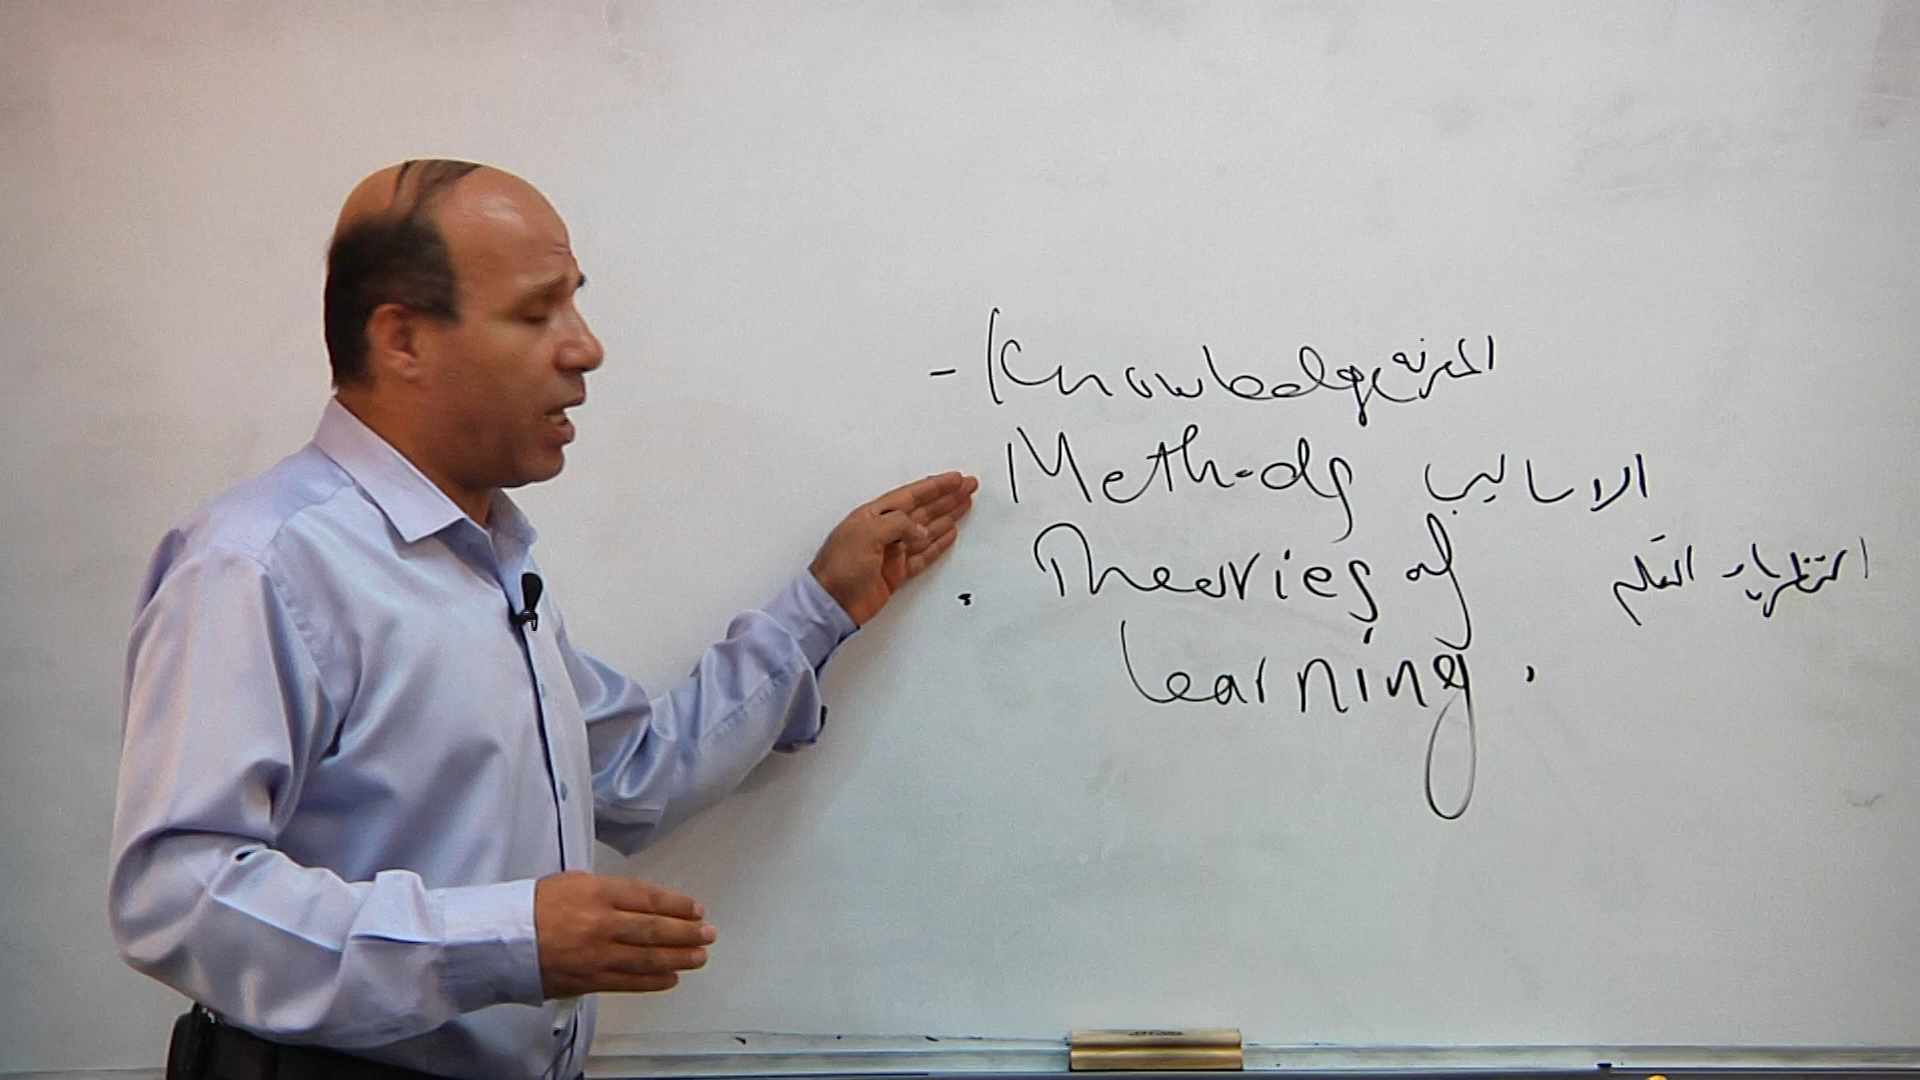 - Knowledge المعرفة
Methods الاساليب
. Theories of النظريات التعلم
learning .